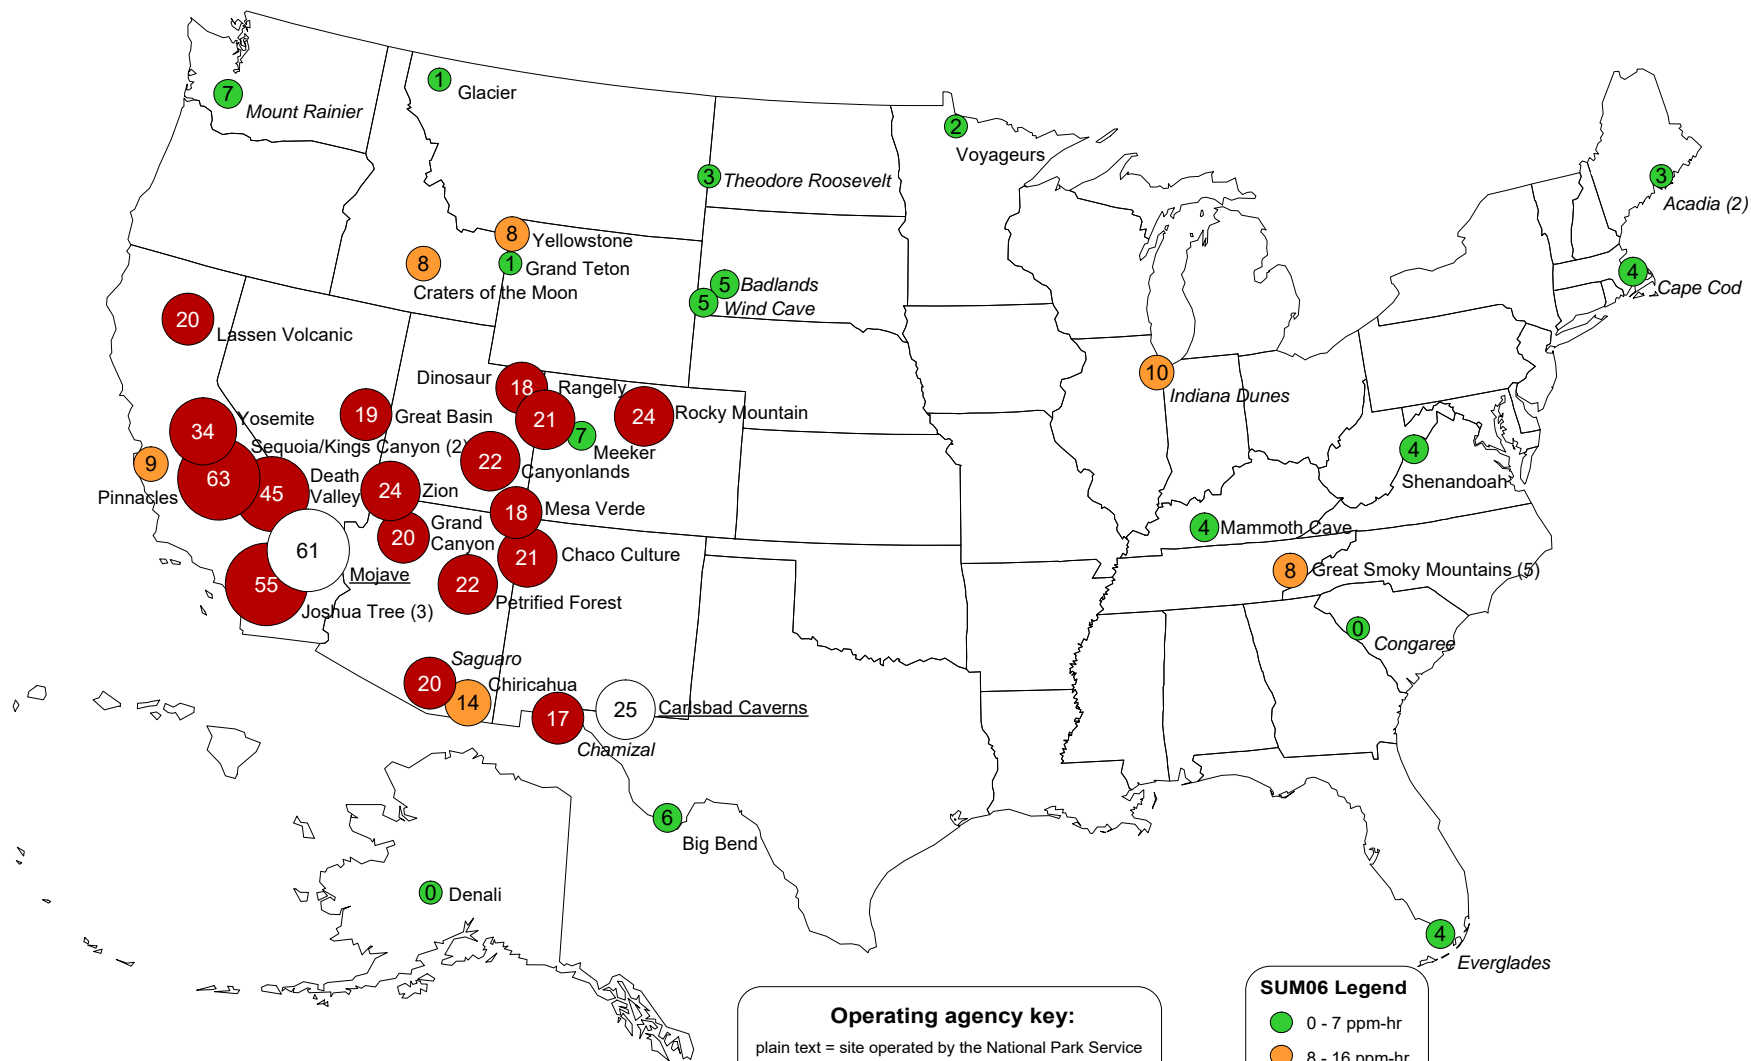 1
Glacier
7
Mount Rainier
2
Voyageurs
3
Theodore Roosevelt
3
Acadia (2)
8
Yellowstone
1
Grand Teton
8
Craters of the Moon
5
Badlands
5
Wind Cave
4
Cape Cod
20
Lassen Volcanic
10
Indiana Dunes
Dinosaur
18
Rangely
21
24
Rocky Mountain
7
Meeker
19
Great Basin
34
Yosemite
Sequoia/Kings Canyon (2)
63
9
Pinnacles
45
Death
Valley
22
Canyonlands
24
Zion
18
Mesa Verde
20
Grand
Canyon
21
Chaco Culture
61
Mojave
55
Joshua Tree (3)
22
Petrified Forest
4
Shenandoah
4
Mammoth Cave
8
Great Smoky Mountains (5)
0
Congaree
Saguaro
20
Chiricahua
14
17
Chamizal
25
Carlsbad Caverns
6
Big Bend
0
Denali
4
Everglades
Operating agency key:
plain text = site operated by the National Park Service
SUM06 Legend
0 - 7 ppm-hr
8 - 16 ppm-hr